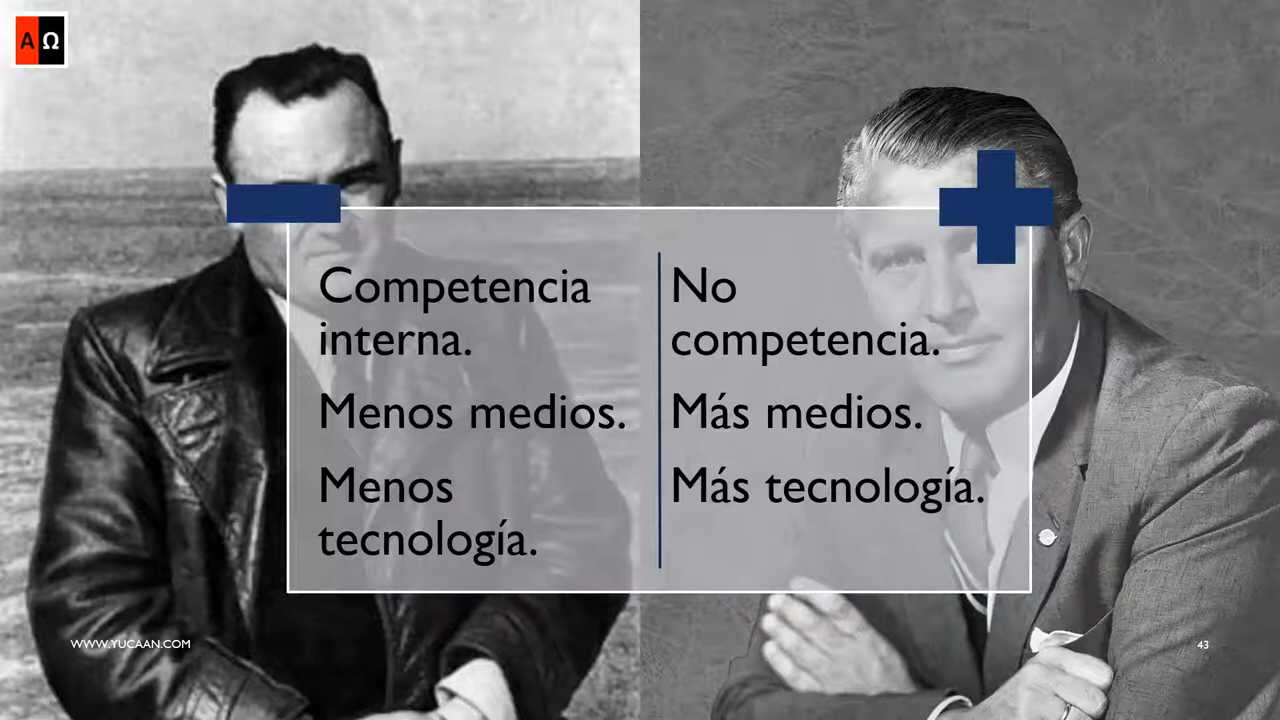 AΩ
Competencia
interna.
Menos medios.
Menos
tecnología.
No
competencia.
Más medios.
Más tecnología.
WWW.YUCAAN.COM
43